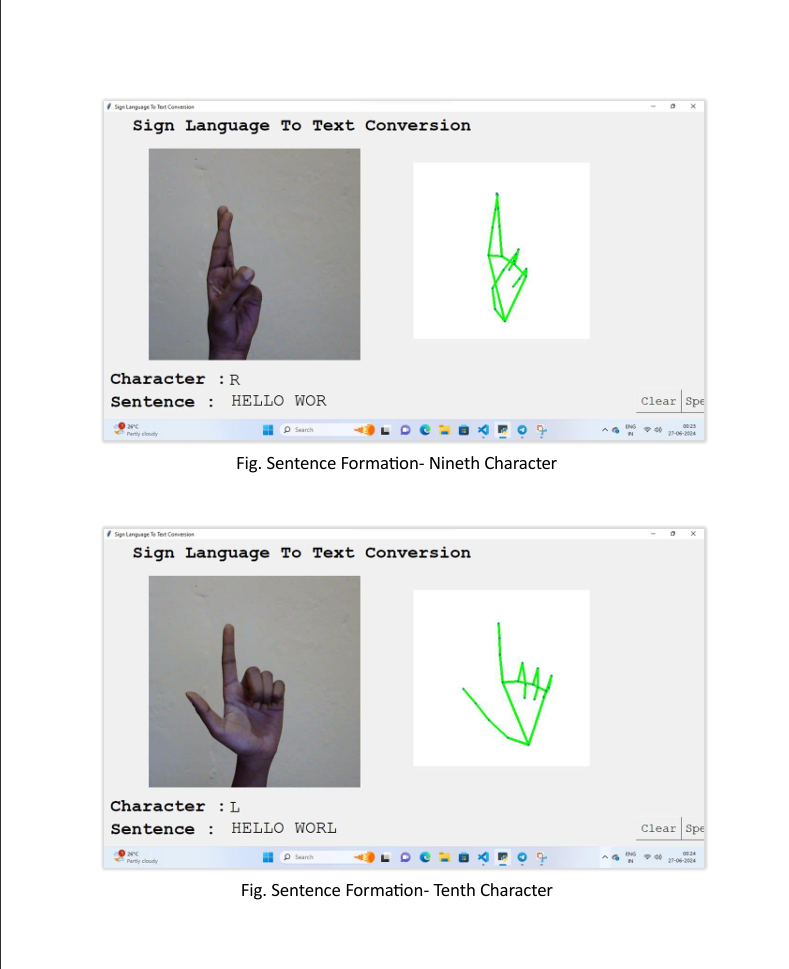 Sign Language To Text Conversion
Sign Language To Text Conversion
Character : R
Sentence : HELLO WOR
Clear Spe
26°C
Partly cloudy
Search
ENG
IN
00:23
27-06-2024
Fig. Sentence Formation- Nineth Character
Sign Language To Text Conversion
Sign Language To Text Conversion
Character : L
Sentence : HELLO WORL
Clear Spe
26°C
Partly cloudy
Search
ENG
IN
00:24
27-06-2024
Fig. Sentence Formation- Tenth Character